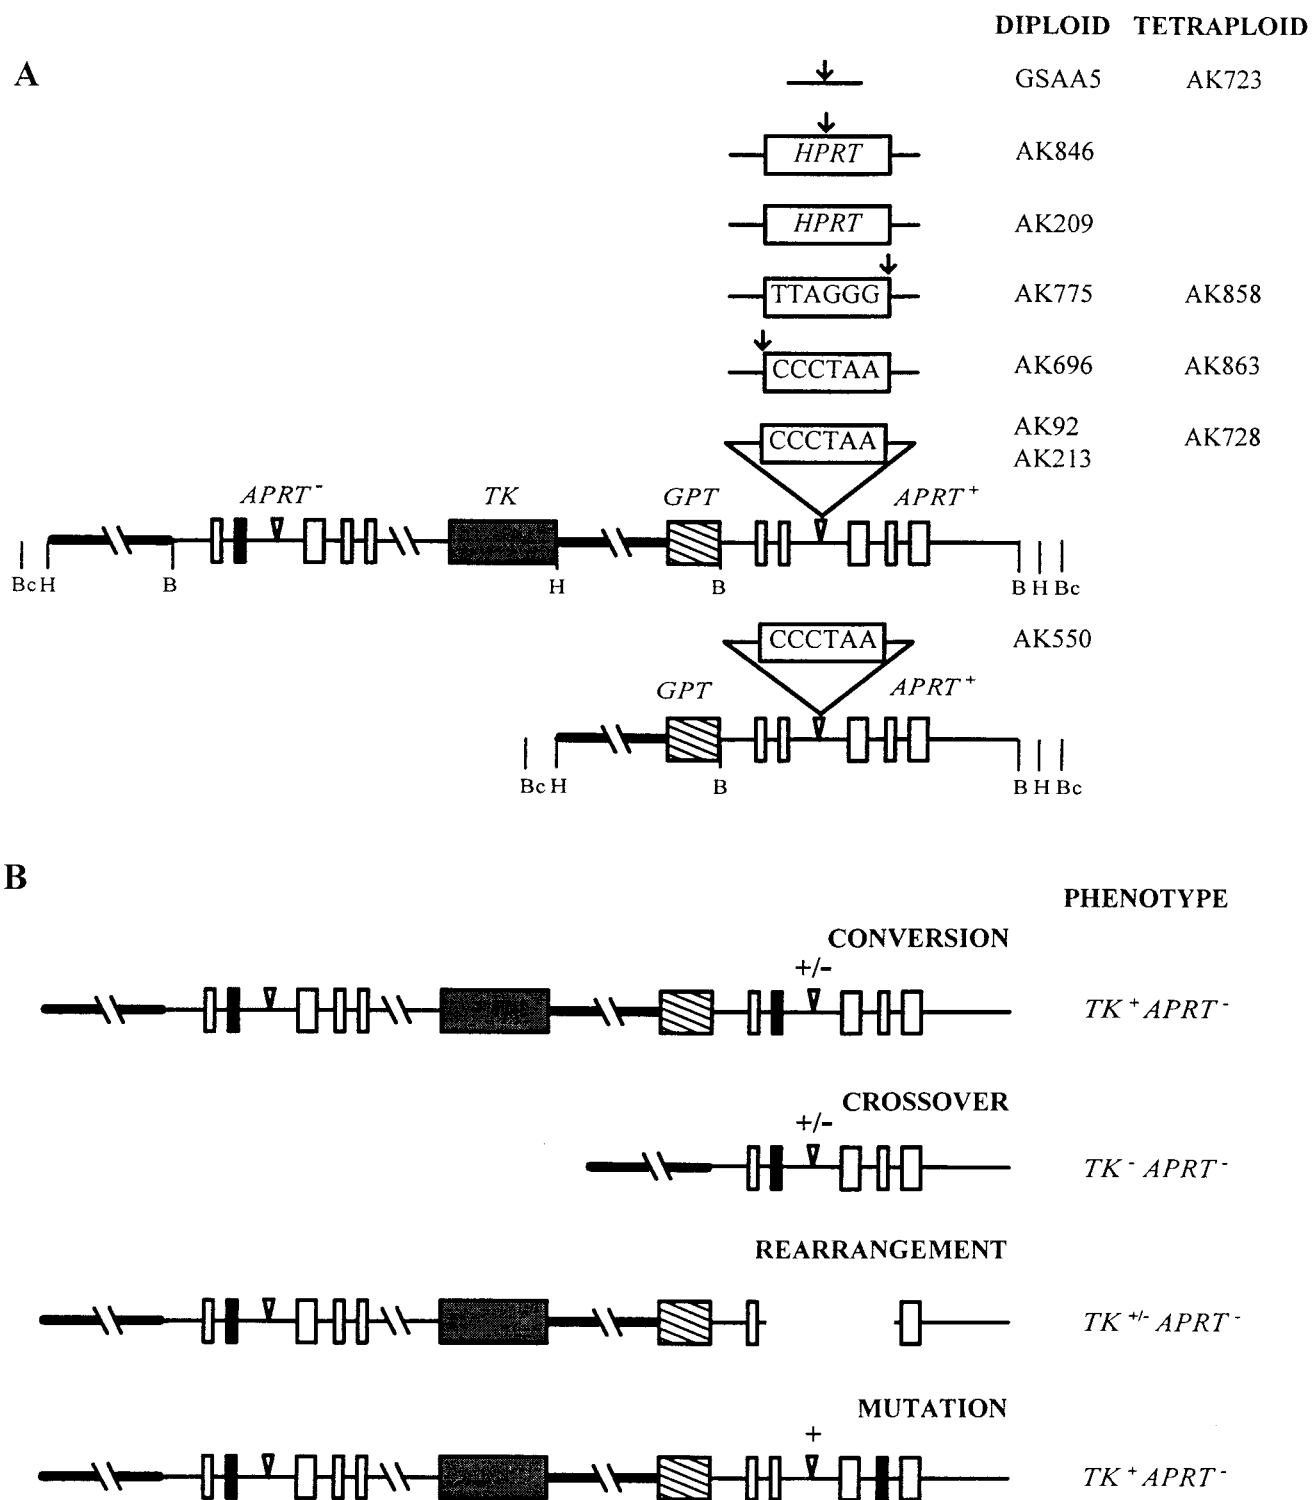 DIPLOID TETRAPLOID
A
GSAA5 AK723
HPRT AK846
HPRT AK209
TTAGGG AK775 AK858
CCCTAA AK696 AK863
CCCTAA AK92 AK728
AK213
APRT- TK GPT APRT+
Bc H B H B B H Bc
CCCTAA AK550
GPT APRT+
Bc H B B H Bc
B
PHENOTYPE
CONVERSION
+/-
TK+ APRT-
CROSSOVER
+/-
TK- APRT-
REARRANGEMENT
TK+/- APRT-
MUTATION
+
TK+ APRT-